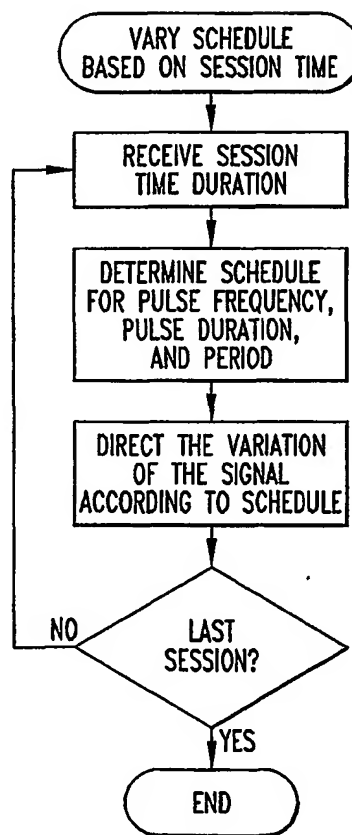 VARY SCHEDULE
BASED ON SESSION TIME
RECEIVE SESSION
TIME DURATION
DETERMINE SCHEDULE
FOR PULSE FREQUENCY,
PULSE DURATION,
AND PERIOD
DIRECT THE VARIATION
OF THE SIGNAL
ACCORDING TO SCHEDULE
NO
LAST
SESSION?
YES
END